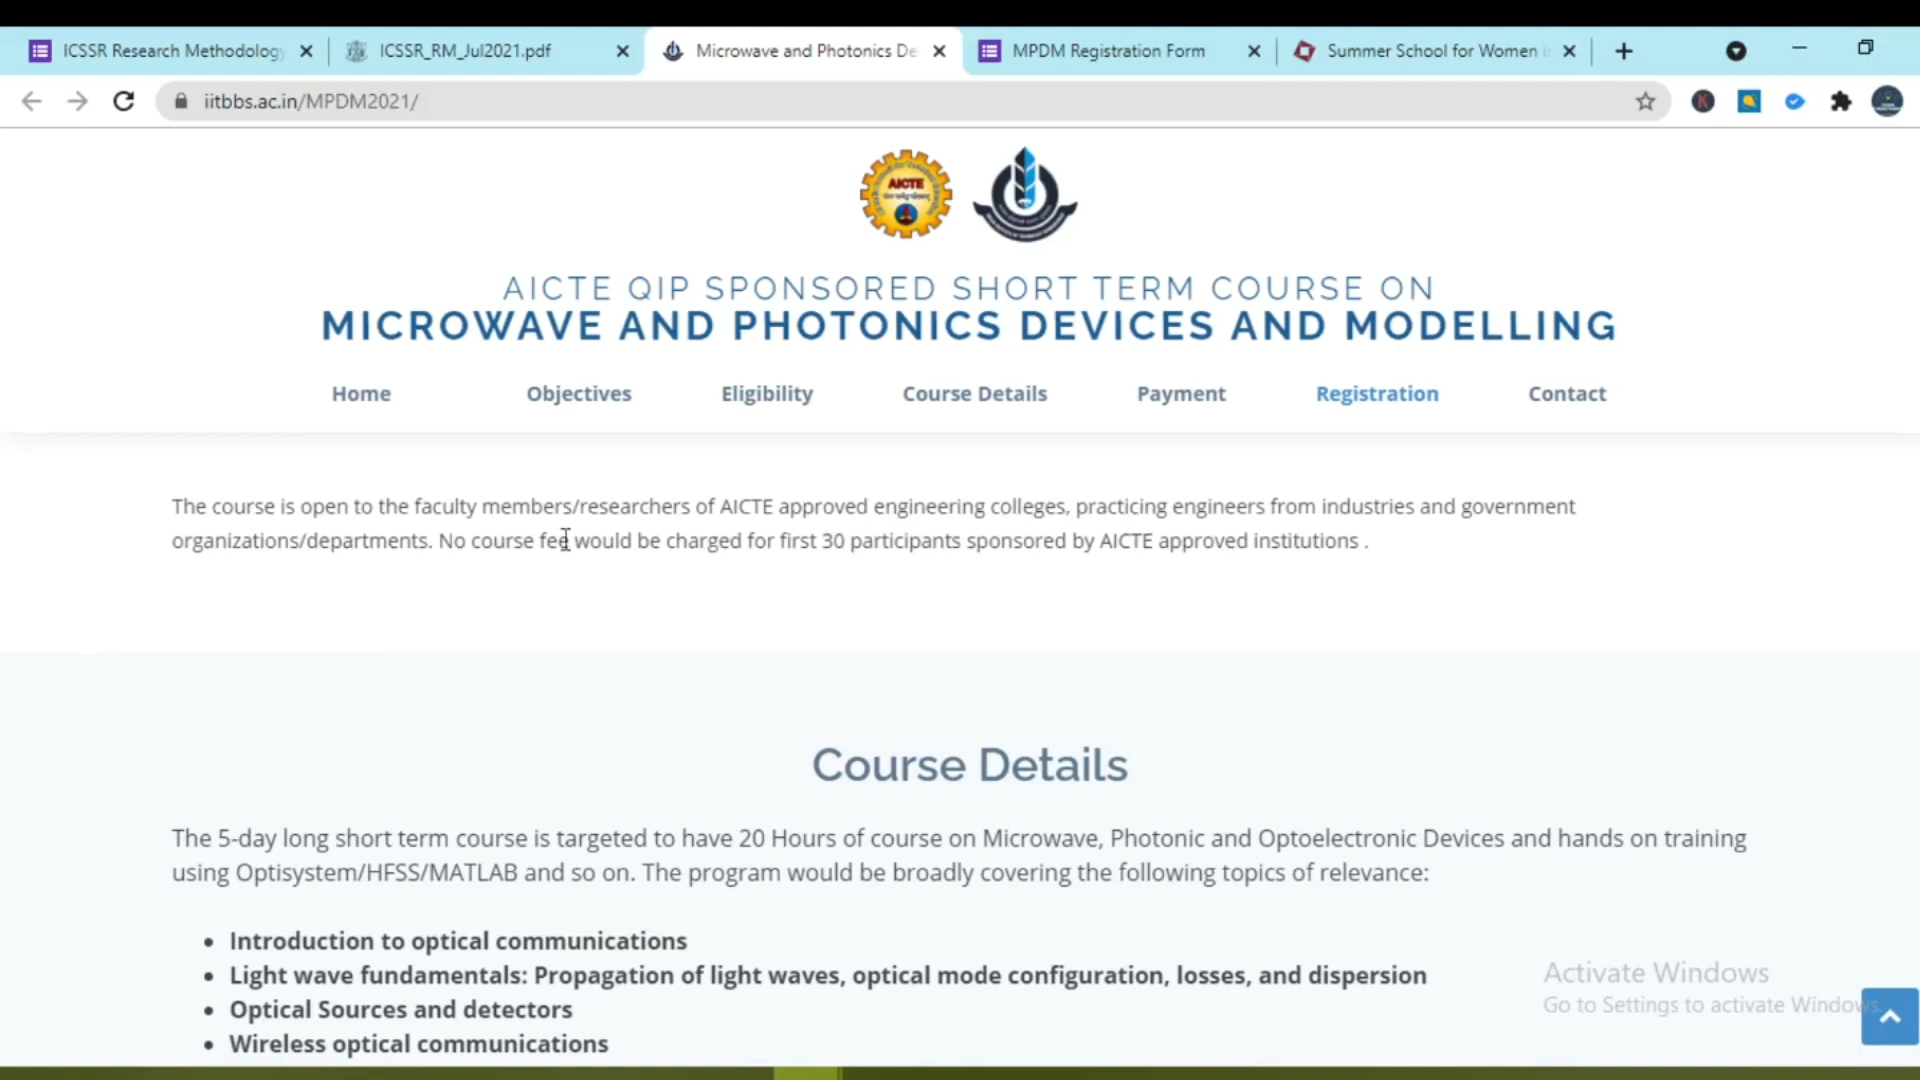 ICSSR Research Methodology
ICSSR_RM_Jul2021.pdf
Microwave and Photonics De
MPDM Registration Form
Summer School for Women i
iitbbs.ac.in/MPDM2021/
K
AICTE
AICTE QIP SPONSORED SHORT TERM COURSE ON
MICROWAVE AND PHOTONICS DEVICES AND MODELLING
Home
Objectives
Eligibility
Course Details
Payment
Registration
Contact
The course is open to the faculty members/researchers of AICTE approved engineering colleges, practicing engineers from industries and government
organizations/departments. No course fee would be charged for first 30 participants sponsored by AICTE approved institutions .
Course Details
The 5-day long short term course is targeted to have 20 Hours of course on Microwave, Photonic and Optoelectronic Devices and hands on training
using Optisystem/HFSS/MATLAB and so on. The program would be broadly covering the following topics of relevance:
• Introduction to optical communications
• Light wave fundamentals: Propagation of light waves, optical mode configuration, losses, and dispersion
• Optical Sources and detectors
• Wireless optical communications
Activate Windows
Go to Settings to activate Windows